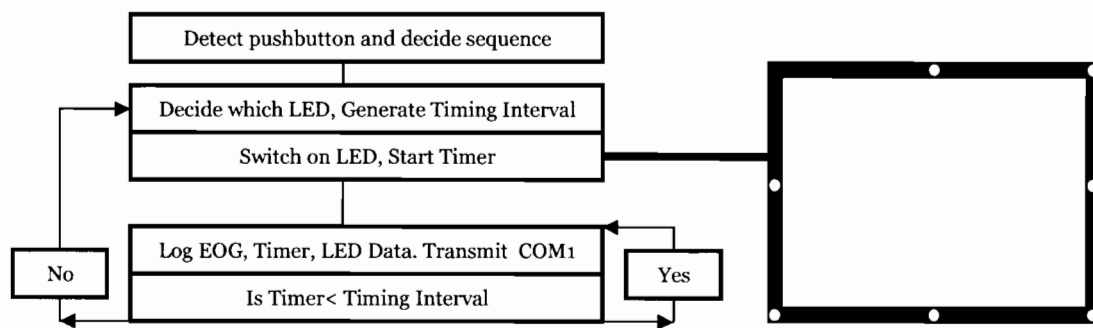 Detect pushbutton and decide sequence
Decide which LED, Generate Timing Interval
Switch on LED, Start Timer
Log EOG, Timer, LED Data. Transmit COM1
No
Yes
Is Timer< Timing Interval